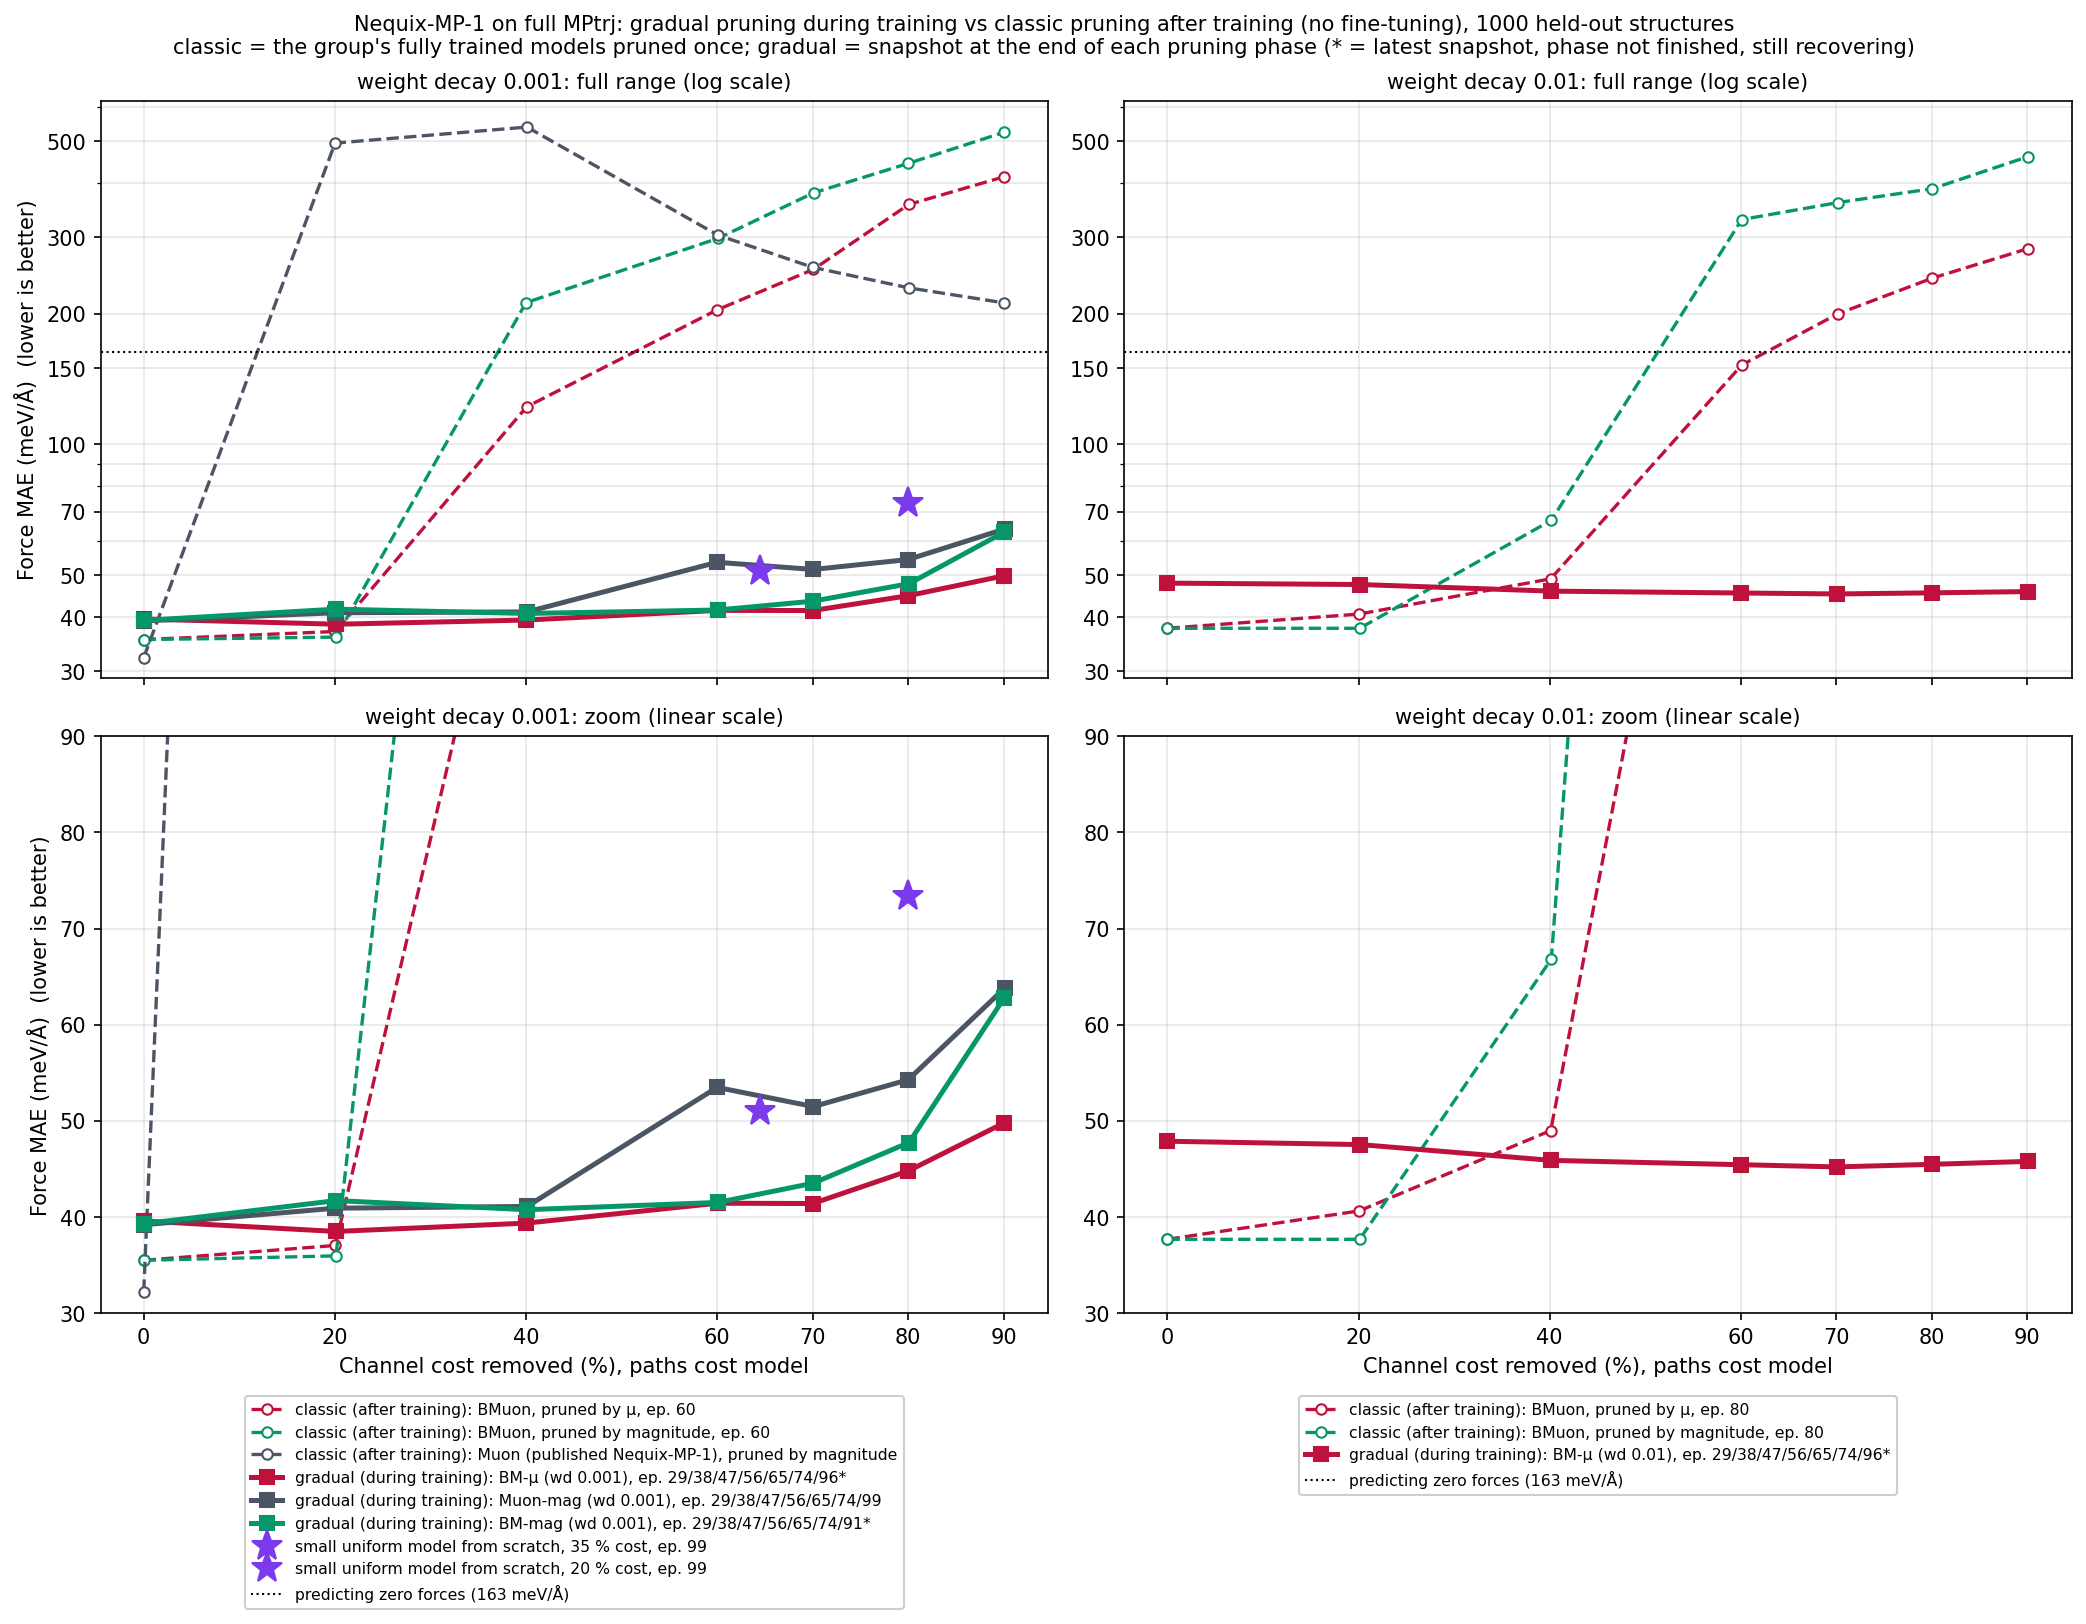 Nequix-MP-1 on full MPtrj: gradual pruning during training vs classic pruning after training (no fine-tuning), 1000 held-out structures
classic = the group's fully trained models pruned once; gradual = snapshot at the end of each pruning phase (* = latest snapshot, phase not finished, still recovering)
weight decay 0.001: full range (log scale)
500
300
200
150
100
70
50
40
30
Force MAE (meV/Å)  (lower is better)
weight decay 0.01: full range (log scale)
500
300
200
150
100
70
50
40
30
weight decay 0.001: zoom (linear scale)
90
80
70
60
50
40
30
Force MAE (meV/Å)  (lower is better)
0 20 40 60 70 80 90
Channel cost removed (%), paths cost model
weight decay 0.01: zoom (linear scale)
90
80
70
60
50
40
30
0 20 40 60 70 80 90
Channel cost removed (%), paths cost model
classic (after training): BMuon, pruned by μ, ep. 60
classic (after training): BMuon, pruned by magnitude, ep. 60
classic (after training): Muon (published Nequix-MP-1), pruned by magnitude
gradual (during training): BM-μ (wd 0.001), ep. 29/38/47/56/65/74/96*
gradual (during training): Muon-mag (wd 0.001), ep. 29/38/47/56/65/74/99
gradual (during training): BM-mag (wd 0.001), ep. 29/38/47/56/65/74/91*
small uniform model from scratch, 35 % cost, ep. 99
small uniform model from scratch, 20 % cost, ep. 99
predicting zero forces (163 meV/Å)
classic (after training): BMuon, pruned by μ, ep. 80
classic (after training): BMuon, pruned by magnitude, ep. 80
gradual (during training): BM-μ (wd 0.01), ep. 29/38/47/56/65/74/96*
predicting zero forces (163 meV/Å)